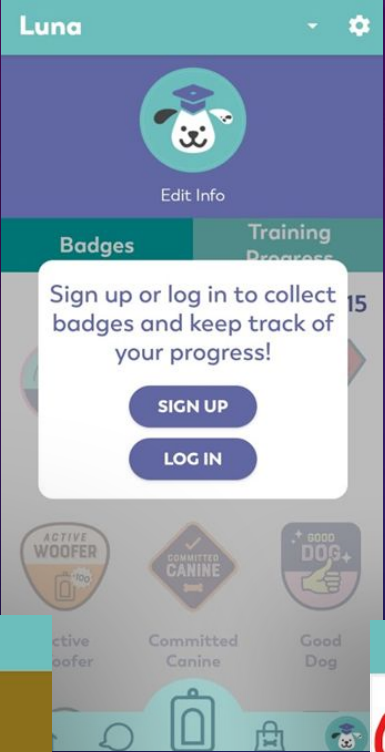 Luna
Edit Info
Badges
Training
Progress
Sign up or log in to collect
badges and keep track of
your progress!
15
SIGN UP
LOG IN
ACTIVE
WOOFER
-100-
COMMITTED
CANINE
GOOD
DOG
ctive
oofer
Committed
Canine
Good
Dog